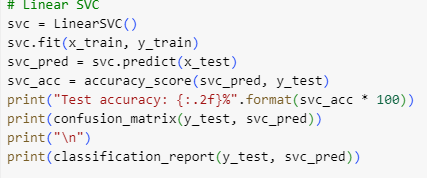 # Linear SVC
svc = LinearSVC()
svc.fit(x_train, y_train)
svc_pred = svc.predict(x_test)
svc_acc = accuracy_score(svc_pred, y_test)
print("Test accuracy: {:.2f}%".format(svc_acc * 100))
print(confusion_matrix(y_test, svc_pred))
print("\n")
print(classification_report(y_test, svc_pred))